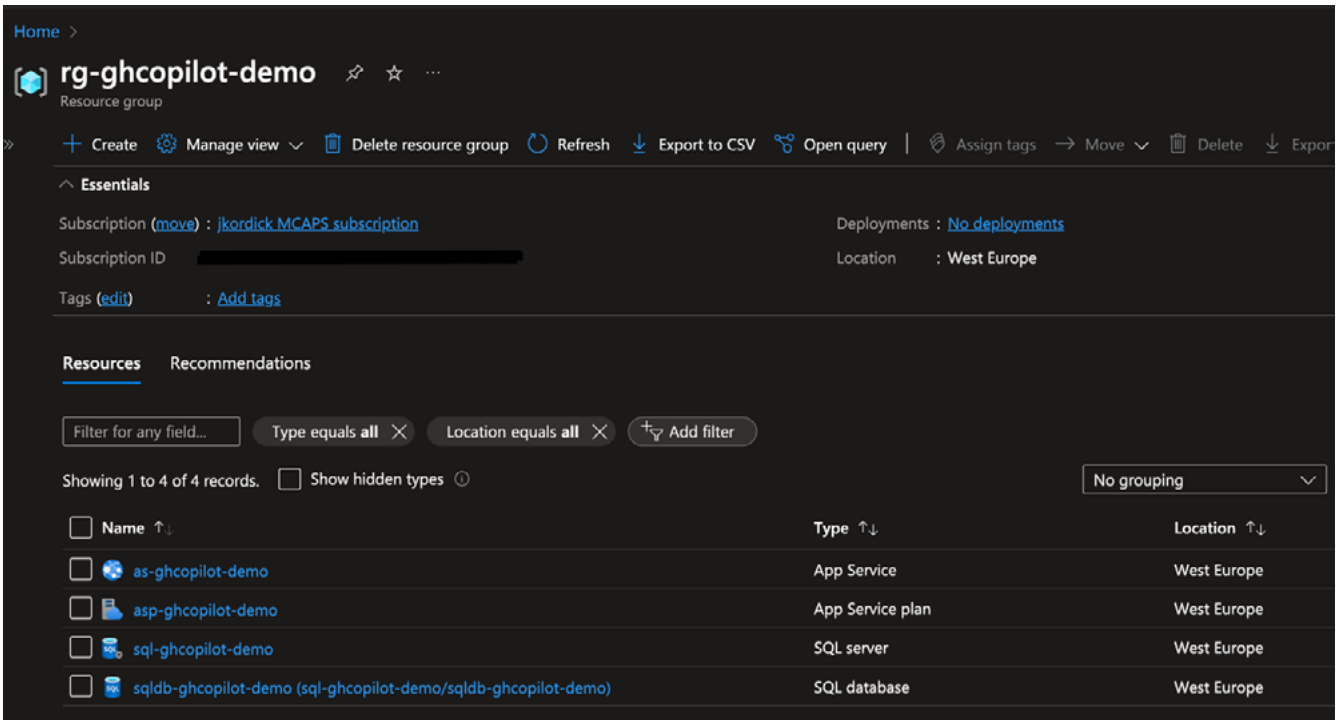 Home >
rg-ghcopilot-demo ...
Resource group
» Create Manage view Delete resource group Refresh Export to CSV Open query | Assign tags Move Delete Expor
Essentials
Subscription (move) : jkordick MCAPS subscription Deployments : No deployments
Subscription ID Location : West Europe
Tags (edit) : Add tags
Resources Recommendations
Filter for any field... Type equals all Location equals all Add filter
Showing 1 to 4 of 4 records. Show hidden types No grouping
Name ↑↓ Type ↑↓ Location ↑↓
as-ghcopilot-demo App Service West Europe
asp-ghcopilot-demo App Service plan West Europe
sql-ghcopilot-demo SQL server West Europe
sqldb-ghcopilot-demo (sql-ghcopilot-demo/sqldb-ghcopilot-demo) SQL database West Europe